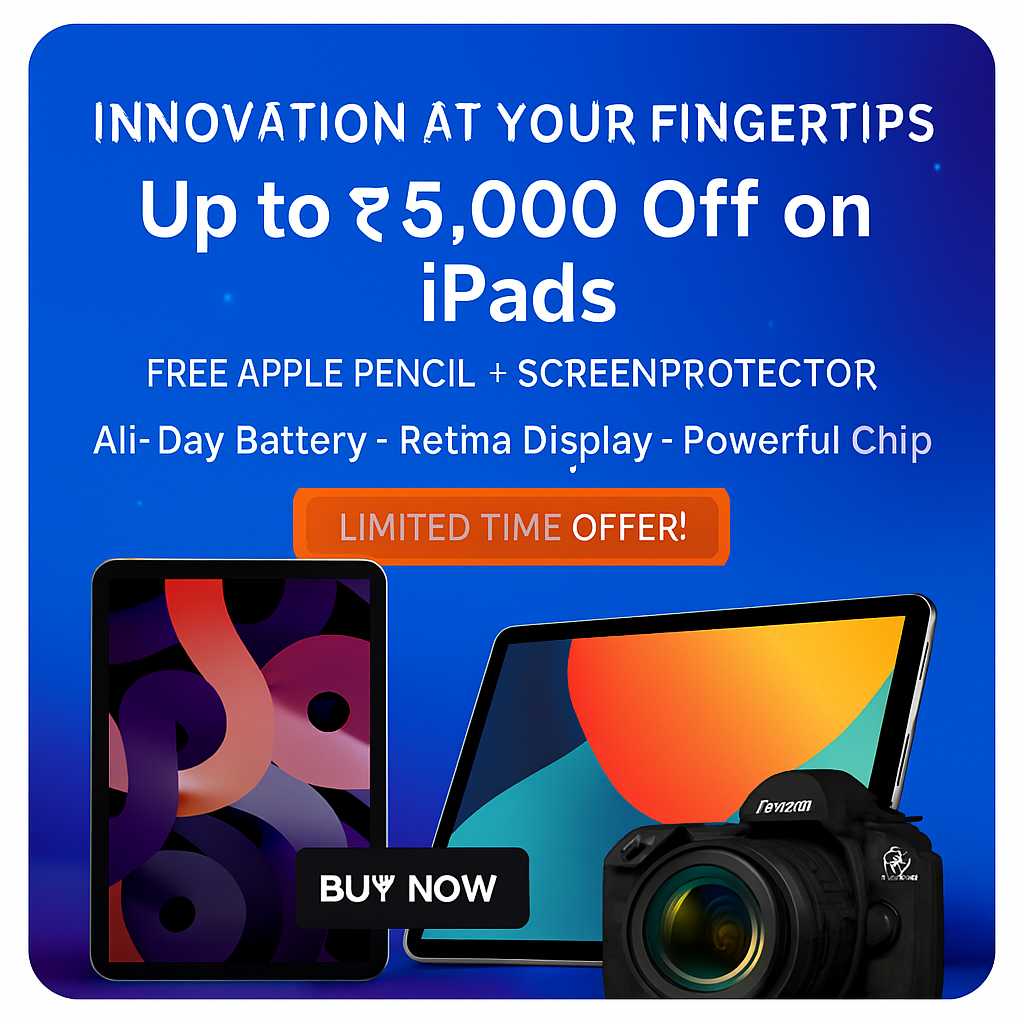 INNOVATION AT YOUR FINGERTIPS
Up to ₹5,000 Off on
iPads
FREE APPLE PENCIL + SCREENPROTECTOR
Ali-Day Battery - Retma Display - Powerful Chip
LIMITED TIME OFFER!
BUY NOW